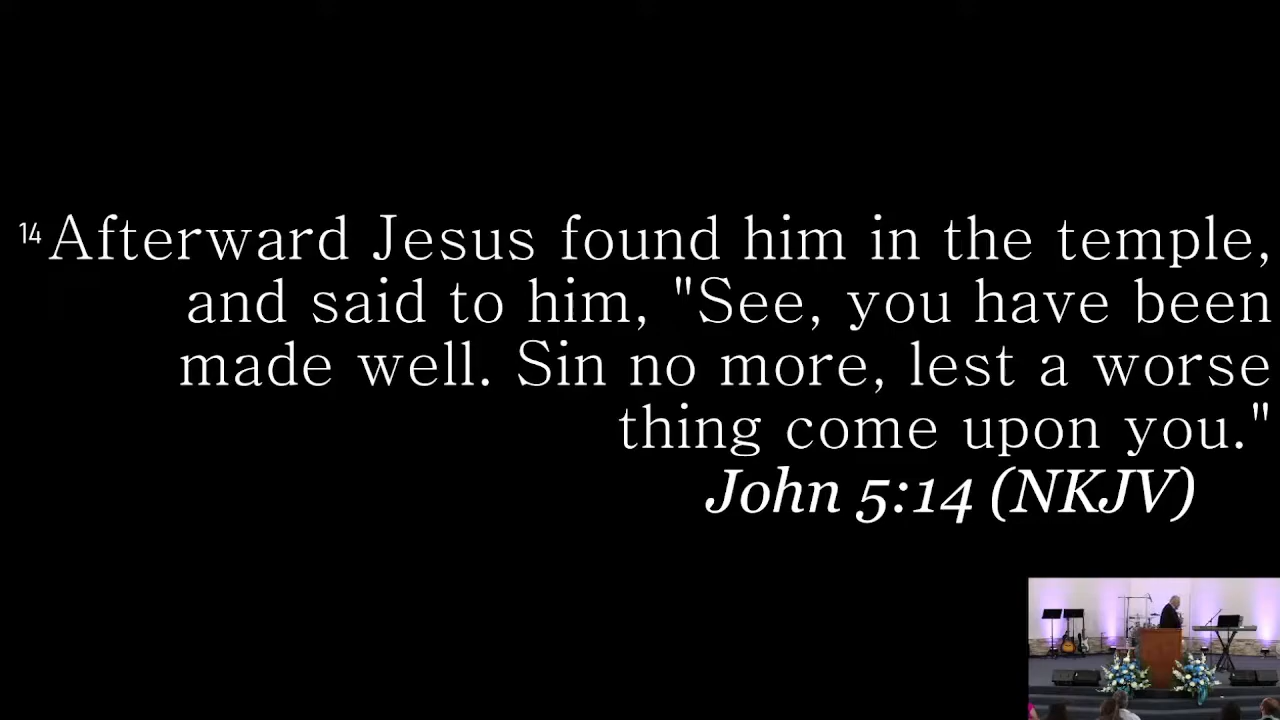 14Afterward Jesus found him in the temple,
and said to him, "See, you have been
made well. Sin no more, lest a worse
thing come upon you."
John 5:14 (NKJV)